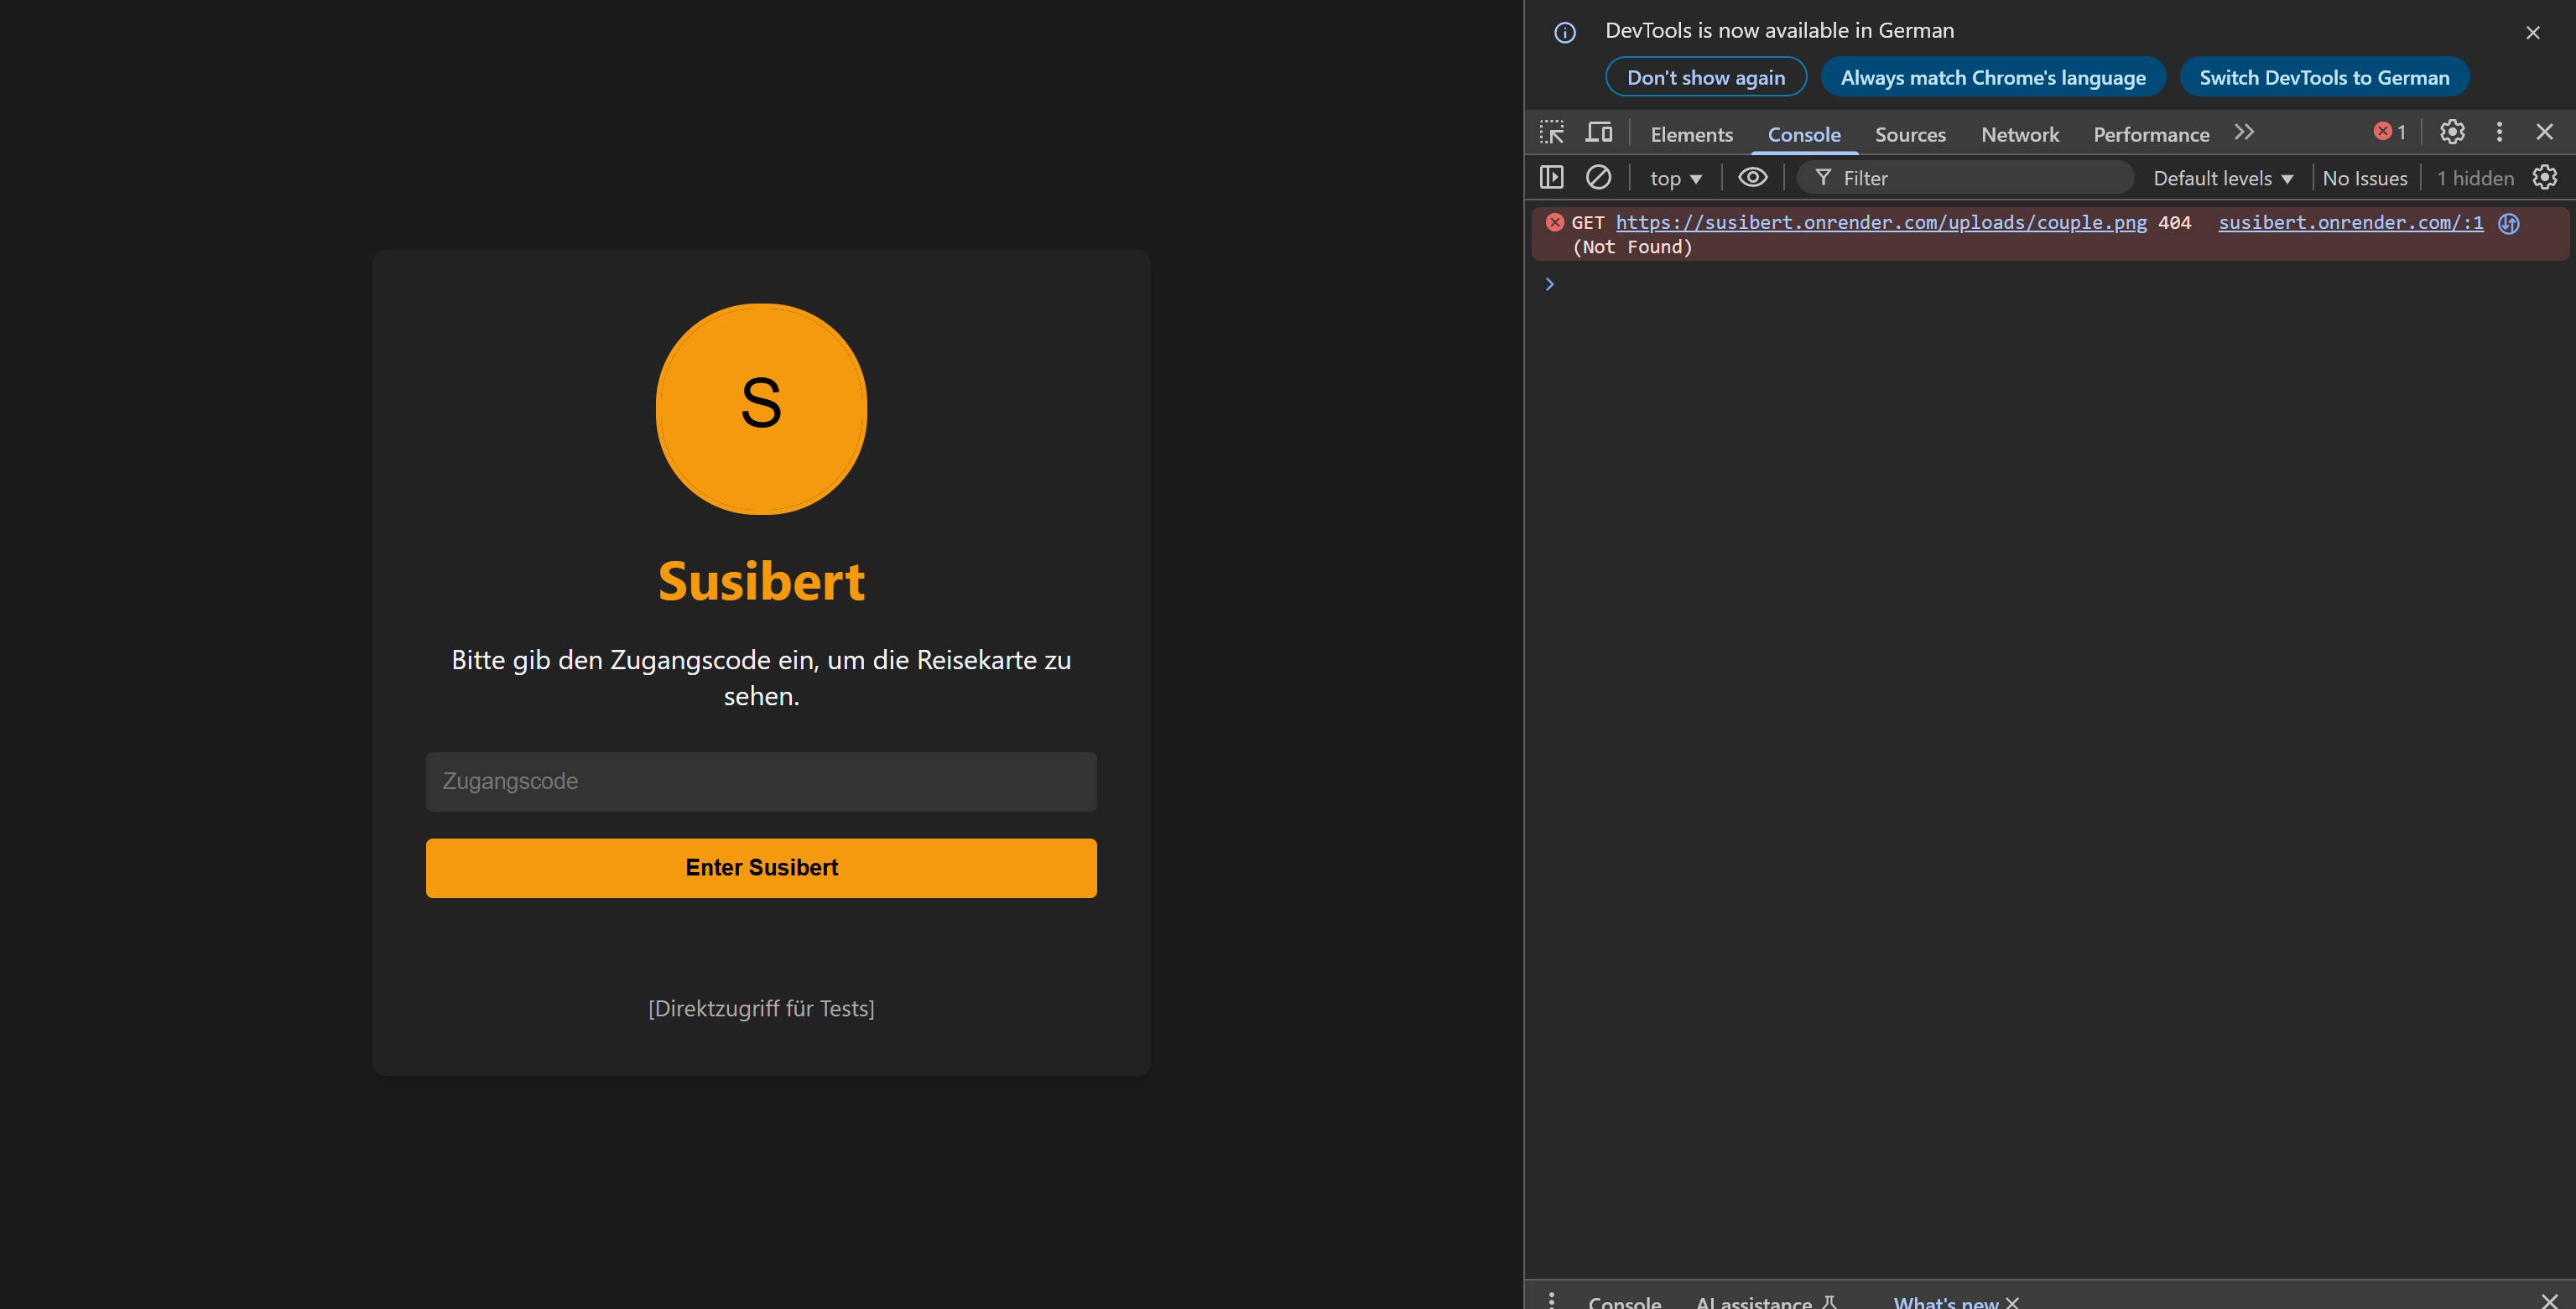 S
Susibert
Bitte gib den Zugangscode ein, um die Reisekarte zu
sehen.
Zugangscode
Enter Susibert
[Direktzugriff für Tests]
DevTools is now available in German
Don't show again Always match Chrome's language Switch DevTools to German
Elements Console Sources Network Performance 1
top Filter Default levels No Issues 1 hidden
GET https://susibert.onrender.com/uploads/couple.png 404 susibert.onrender.com/:1
(Not Found)
Console AI assistance What's new